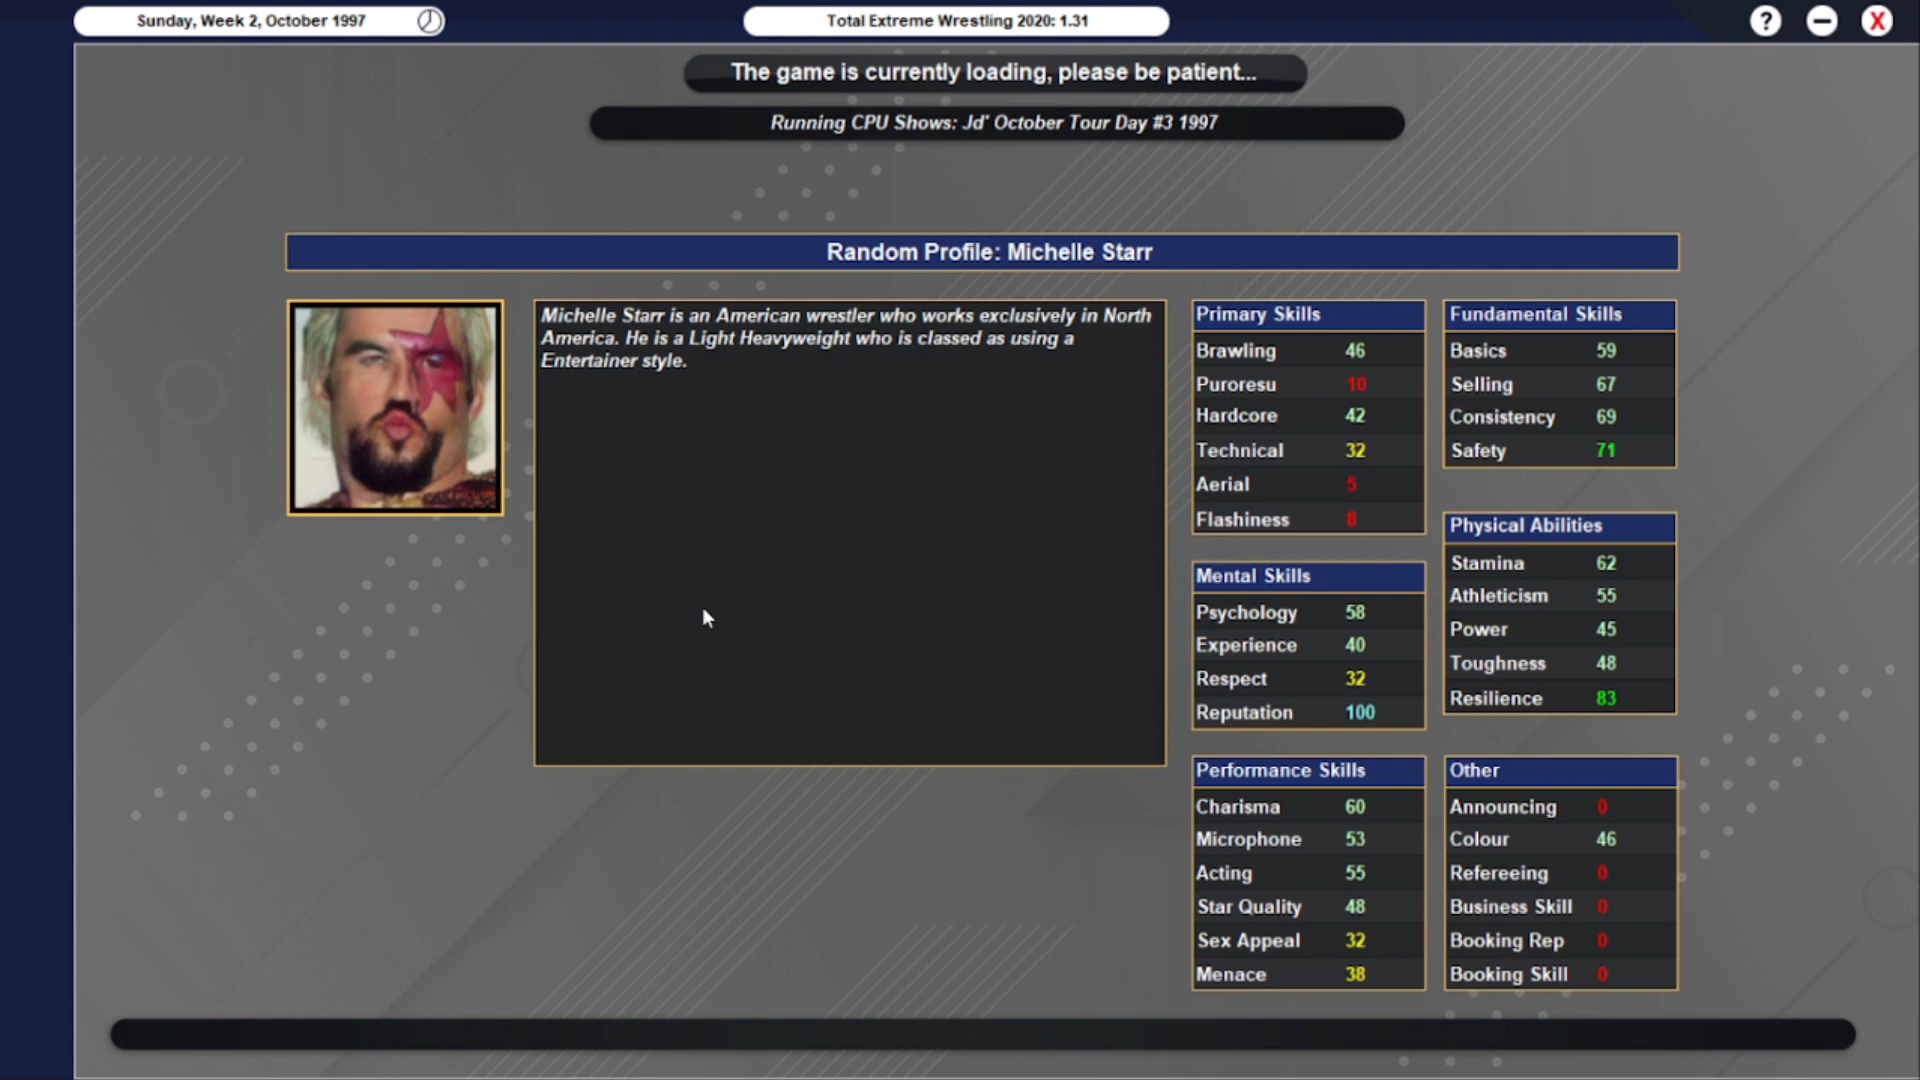 Sunday, Week 2, October 1997
Total Extreme Wrestling 2020: 1.31
?
X
The game is currently loading, please be patient...
Running CPU Shows: Jd' October Tour Day #3 1997
Random Profile: Michelle Starr
Michelle Starr is an American wrestler who works exclusively in North
America. He is a Light Heavyweight who is classed as using a
Entertainer style.
Primary Skills
Brawling 46
Puroresu 10
Hardcore 42
Technical 32
Aerial 5
Flashiness 8
Mental Skills
Psychology 58
Experience 40
Respect 32
Reputation 100
Performance Skills
Charisma 60
Microphone 53
Acting 55
Star Quality 48
Sex Appeal 32
Menace 38
Fundamental Skills
Basics 59
Selling 67
Consistency 69
Safety 71
Physical Abilities
Stamina 62
Athleticism 55
Power 45
Toughness 48
Resilience 83
Other
Announcing 0
Colour 46
Refereeing 0
Business Skill 0
Booking Rep 0
Booking Skill 0